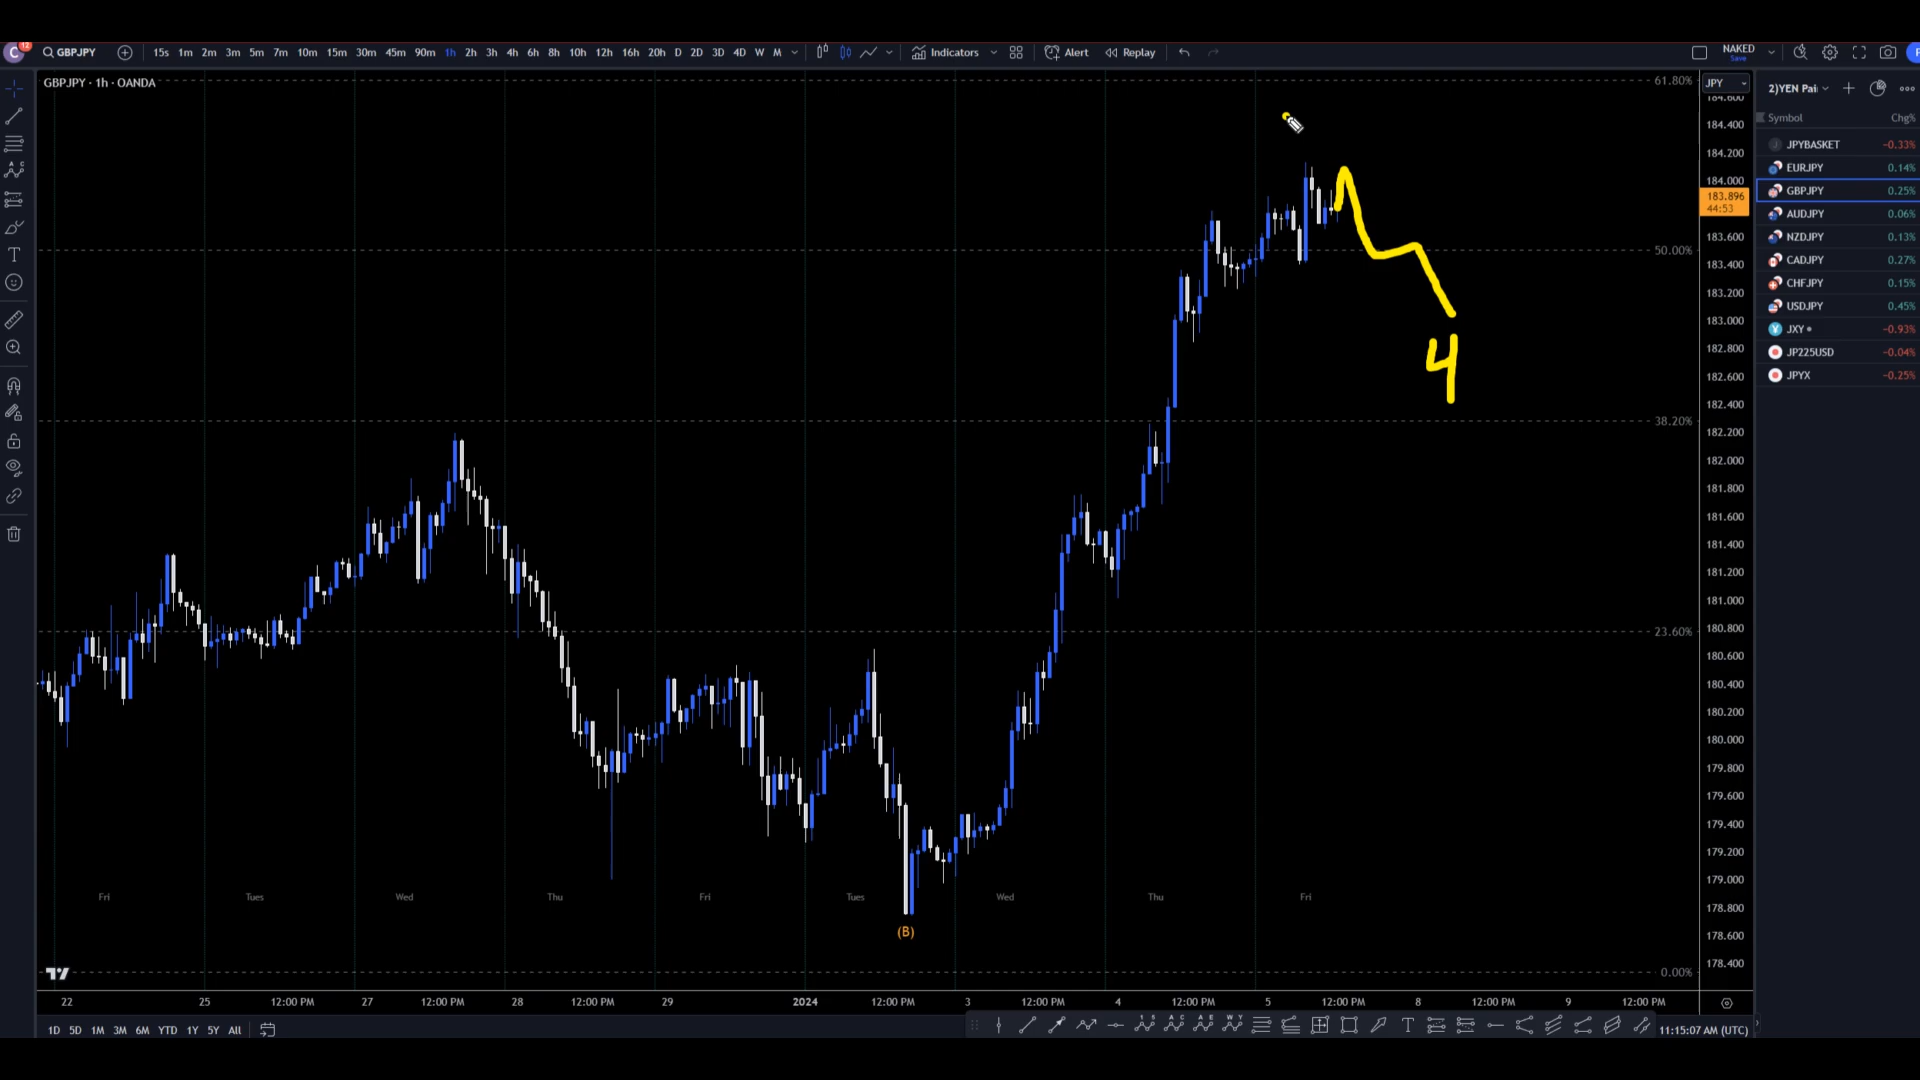 C 12 GBPJPY 15s 1m 2m 3m 5m 7m 10m 15m 30m 45m 90m 1h 2h 3h 4h 6h 8h 10h 12h 16h 20h D 2D 3D 4D W M Indicators Alert Replay NAKED
Save
GBPJPY · 1h · OANDA
61.80%
50.00%
38.20%
23.60%
0.00%
4
(B)
Fri Tues Wed Thu Fri Tues Wed Thu Fri
JPY
184.600
184.400
184.200
184.000
183.896
44:53
183.600
183.400
183.200
183.000
182.800
182.600
182.400
182.200
182.000
181.800
181.600
181.400
181.200
181.000
180.800
180.600
180.400
180.200
180.000
179.800
179.600
179.400
179.200
179.000
178.800
178.600
178.400
2)YEN Pai
Symbol Chg%
JPYBASKET −0.33%
EURJPY 0.14%
GBPJPY 0.25%
AUDJPY 0.06%
NZDJPY 0.13%
CADJPY 0.27%
CHFJPY 0.15%
USDJPY 0.45%
JXY −0.93%
JP225USD −0.04%
JPYX −0.25%
22 25 12:00 PM 27 12:00 PM 28 12:00 PM 29 2024 12:00 PM 3 12:00 PM 4 12:00 PM 5 12:00 PM 8 12:00 PM 9 12:00 PM
1D 5D 1M 3M 6M YTD 1Y 5Y All 11:15:07 AM (UTC)